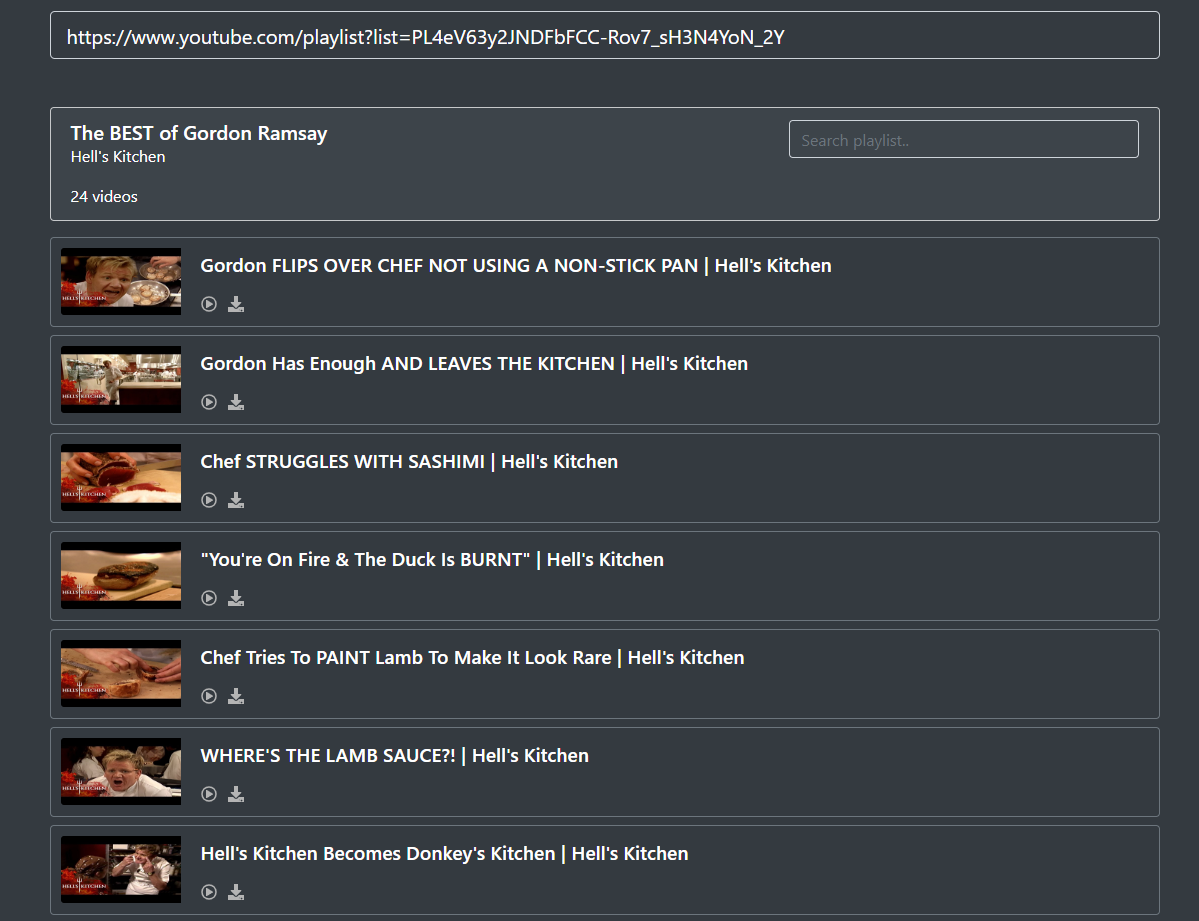 https://www.youtube.com/playlist?list=PL4eV63y2JNDFbFCC-Rov7_sH3N4YoN_2Y
The BEST of Gordon Ramsay
Search playlist..
Hell's Kitchen
24 videos
Gordon FLIPS OVER CHEF NOT USING A NON-STICK PAN | Hell's Kitchen
HELL'S KITCHEN
Gordon Has Enough AND LEAVES THE KITCHEN | Hell's Kitchen
HELL'S KITCHEN
Chef STRUGGLES WITH SASHIMI | Hell's Kitchen
HELL'S KITCHEN
"You're On Fire & The Duck Is BURNT" | Hell's Kitchen
HELL'S KITCHEN
Chef Tries To PAINT Lamb To Make It Look Rare | Hell's Kitchen
HELL'S KITCHEN
WHERE'S THE LAMB SAUCE?! | Hell's Kitchen
HELL'S KITCHEN
Hell's Kitchen Becomes Donkey's Kitchen | Hell's Kitchen
HELL'S KITCHEN